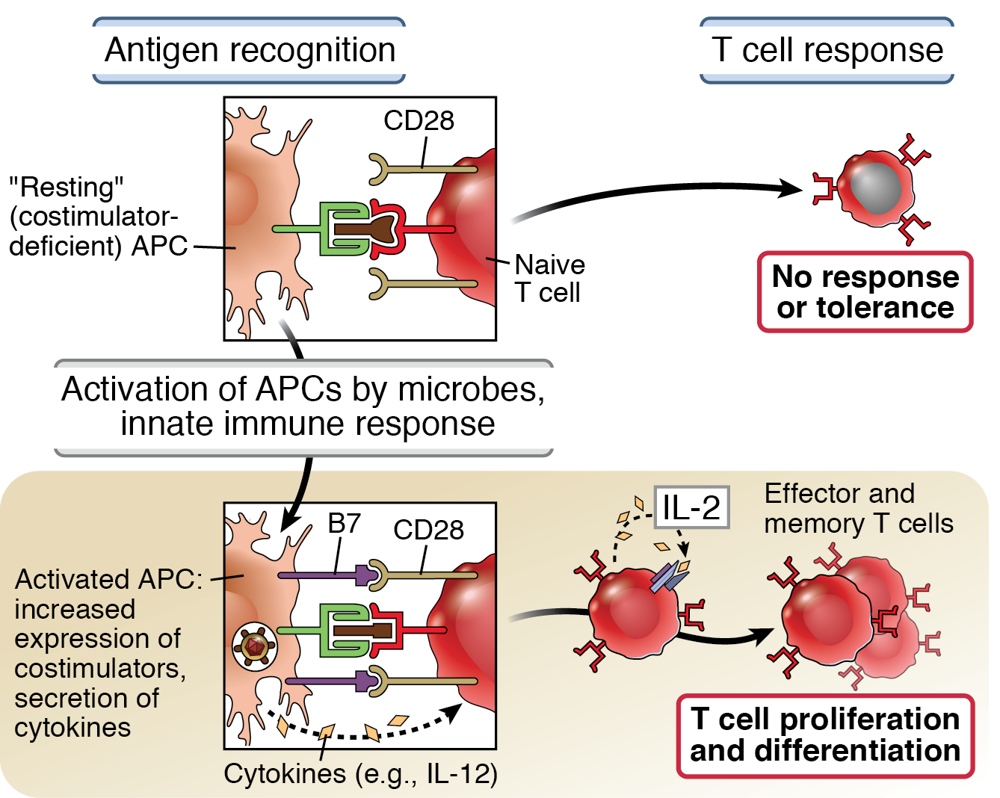 Antigen recognition
T cell response
CD28
"Resting"
(costimulator-
deficient) APC
Naive
T cell
No response
or tolerance
Activation of APCs by microbes,
innate immune response
B7
CD28
IL-2
Effector and
memory T cells
Activated APC:
increased
expression of
costimulators,
secretion of
cytokines
Cytokines (e.g., IL-12)
T cell proliferation
and differentiation